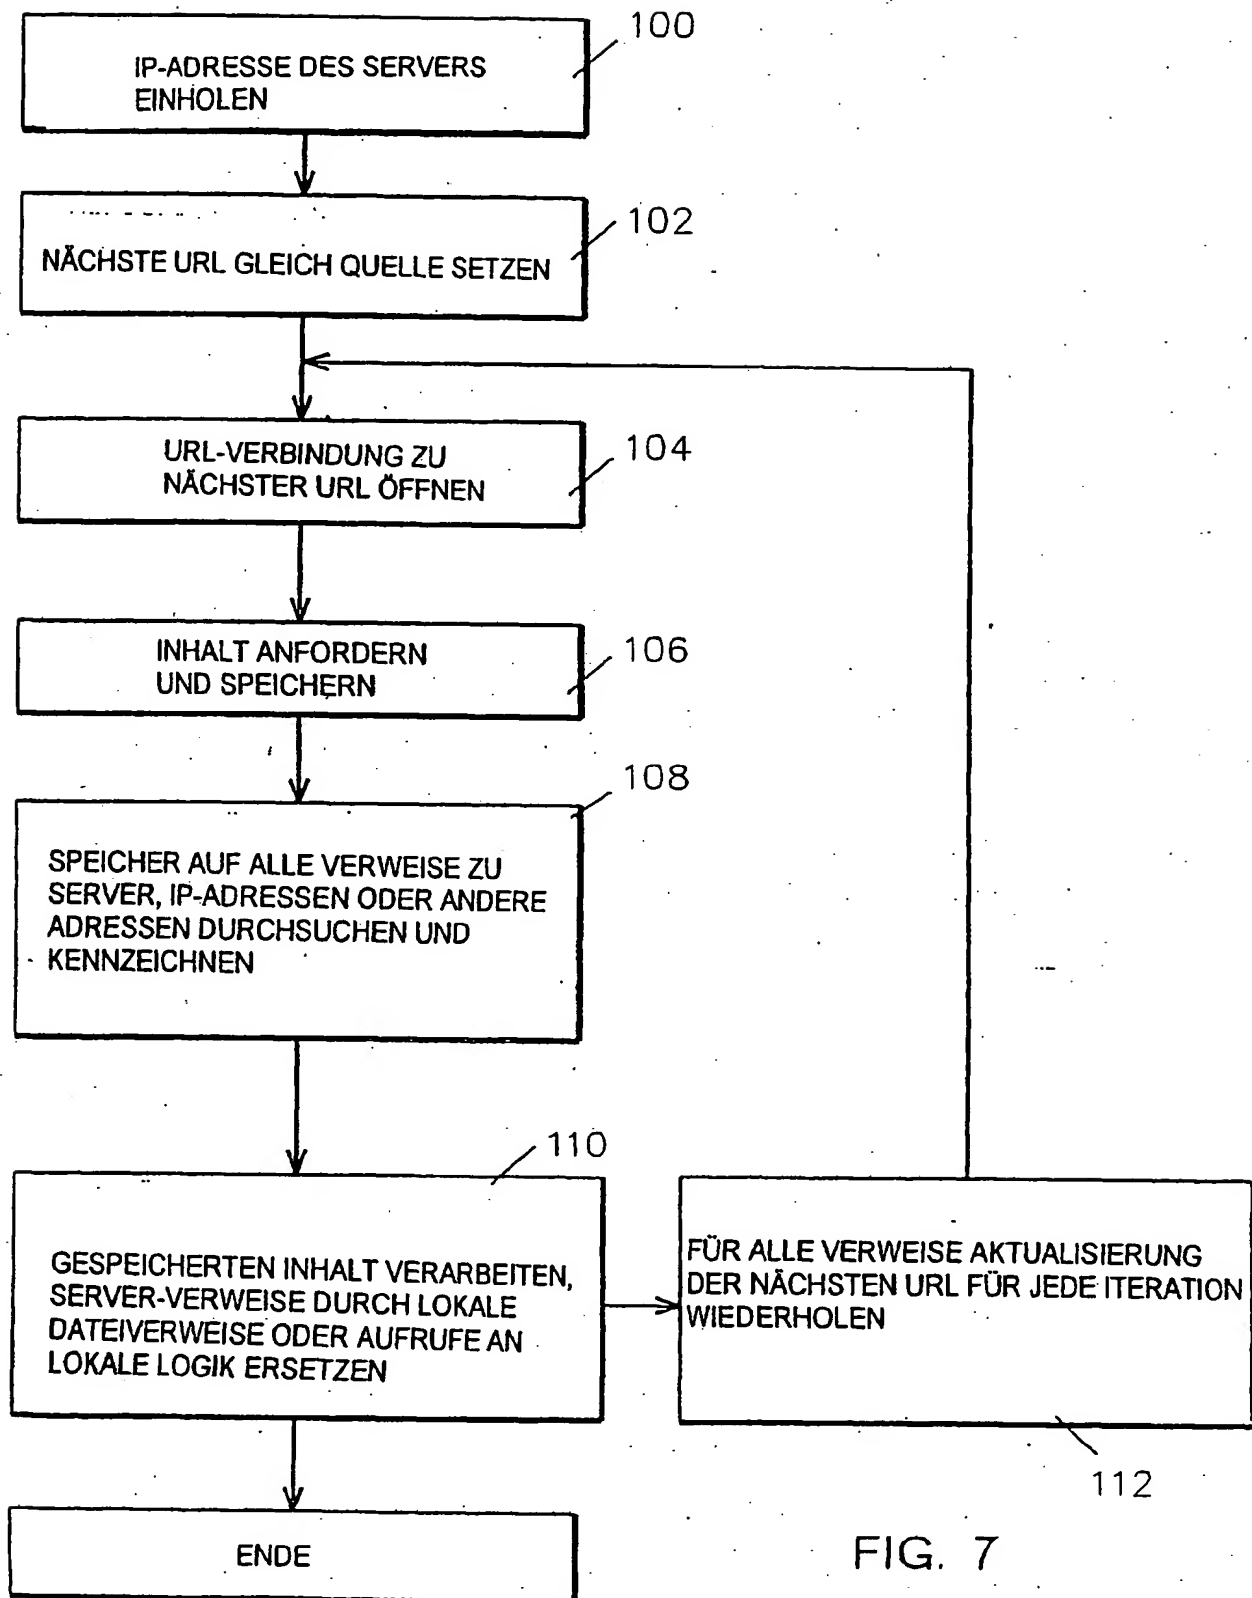 100
IP-ADRESSE DES SERVERS
EINHOLEN
102
NÄCHSTE URL GLEICH QUELLE SETZEN
104
URL-VERBINDUNG ZU
NÄCHSTER URL ÖFFNEN
106
INHALT ANFORDERN
UND SPEICHERN
108
SPEICHER AUF ALLE VERWEISE ZU
SERVER, IP-ADRESSEN ODER ANDERE
ADRESSEN DURCHSUCHEN UND
KENNZEICHNEN
110
GESPEICHERTEN INHALT VERARBEITEN,
SERVER-VERWEISE DURCH LOKALE
DATEIVERWEISE ODER AUFRUFE AN
LOKALE LOGIK ERSETZEN
FÜR ALLE VERWEISE AKTUALISIERUNG
DER NÄCHSTEN URL FÜR JEDE ITERATION
WIEDERHOLEN
112
ENDE
FIG. 7